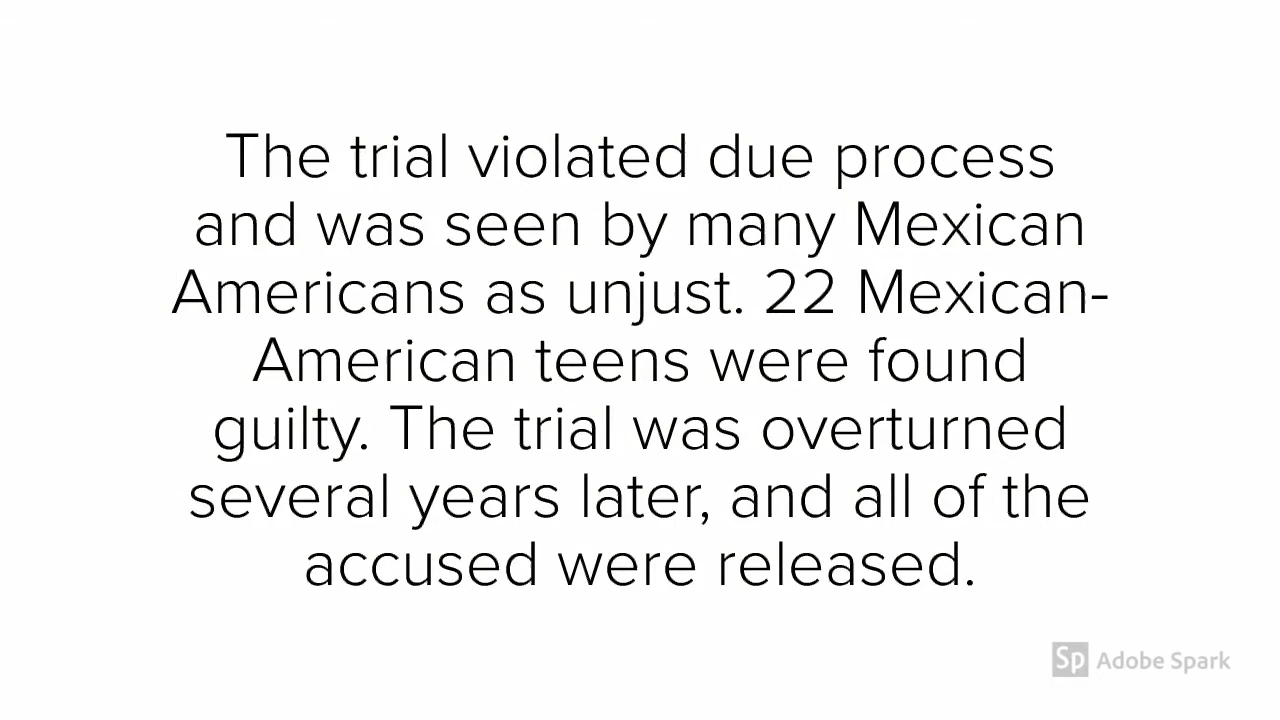 The trial violated due process
and was seen by many Mexican
Americans as unjust. 22 Mexican-
American teens were found
guilty. The trial was overturned
several years later, and all of the
accused were released.
Sp Adobe Spark